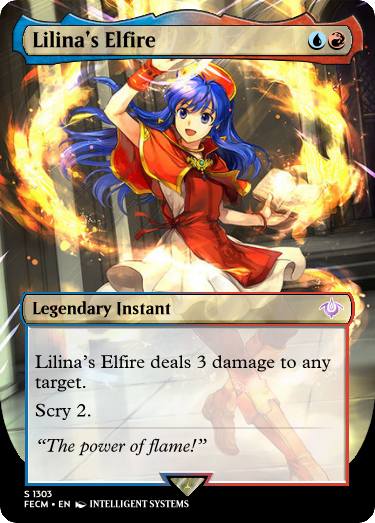 Lilina's Elfire
Legendary Instant
Lilina's Elfire deals 3 damage to any
target.
Scry 2.
"The power of flame!"
S 1303
FECM • EN INTELLIGENT SYSTEMS